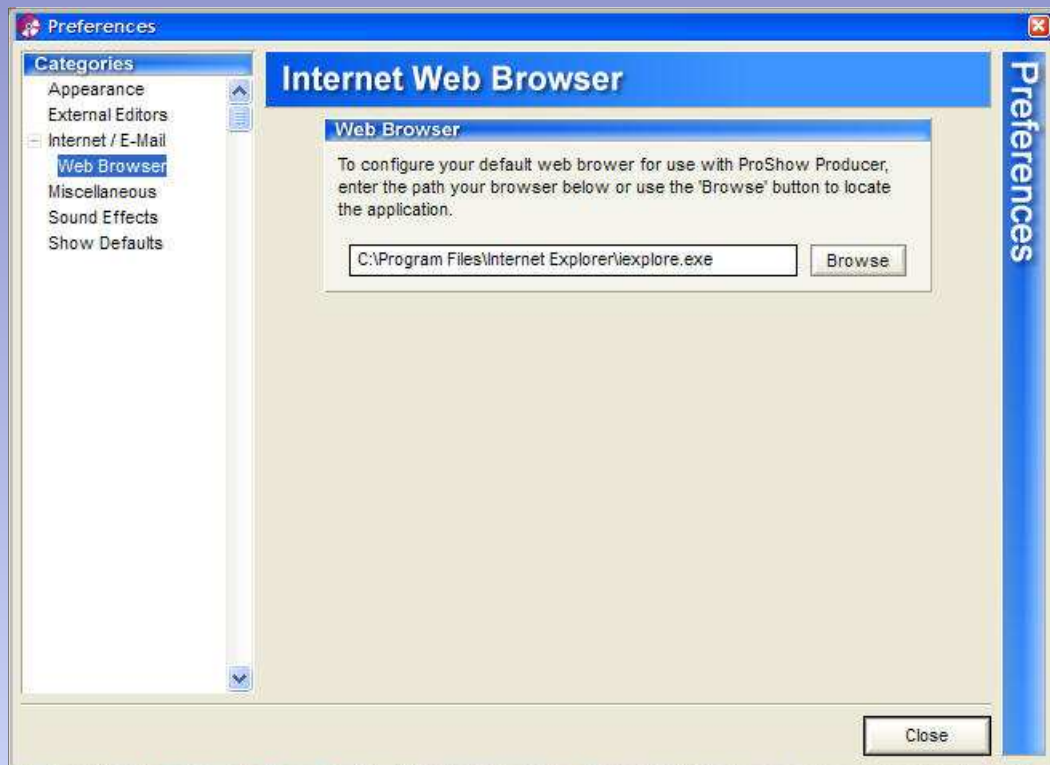 Preferences
Categories
Appearance
External Editors
Internet / E-Mail
Web Browser
Miscellaneous
Sound Effects
Show Defaults
Internet Web Browser
Web Browser
To configure your default web brower for use with ProShow Producer,
enter the path your browser below or use the 'Browse' button to locate
the application.
C:\Program Files\Internet Explorer\iexplore.exe
Browse
Preferences
Close